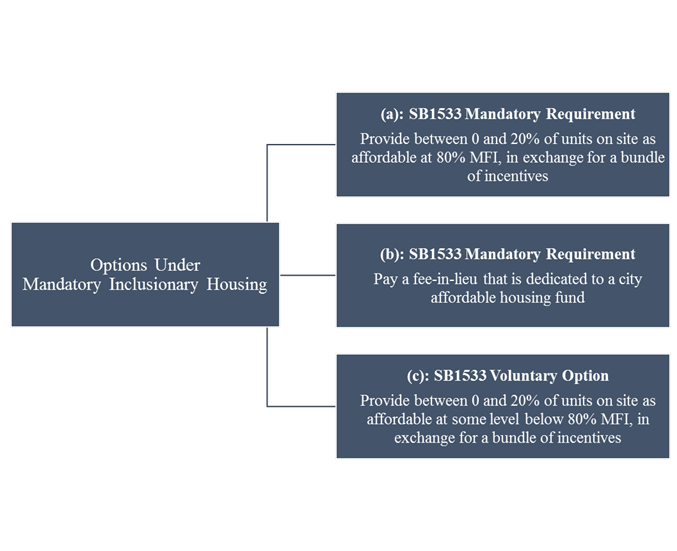 (a): SB1533 Mandatory Requirement
Provide between 0 and 20% of units on site as
affordable at 80% MFI, in exchange for a bundle
of incentives
Options Under
Mandatory Inclusionary Housing
(b): SB1533 Mandatory Requirement
Pay a fee-in-lieu that is dedicated to a city
affordable housing fund
(c): SB1533 Voluntary Option
Provide between 0 and 20% of units on site as
affordable at some level below 80% MFI, in
exchange for a bundle of incentives